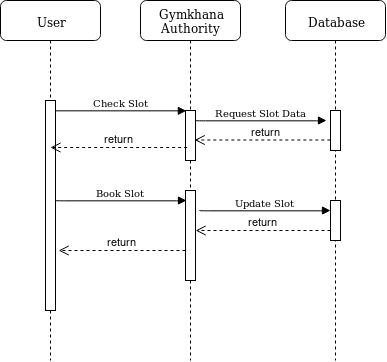 User
Gymkhana
Authority
Database
Check Slot
Request Slot Data
return
return
Book Slot
Update Slot
return
return